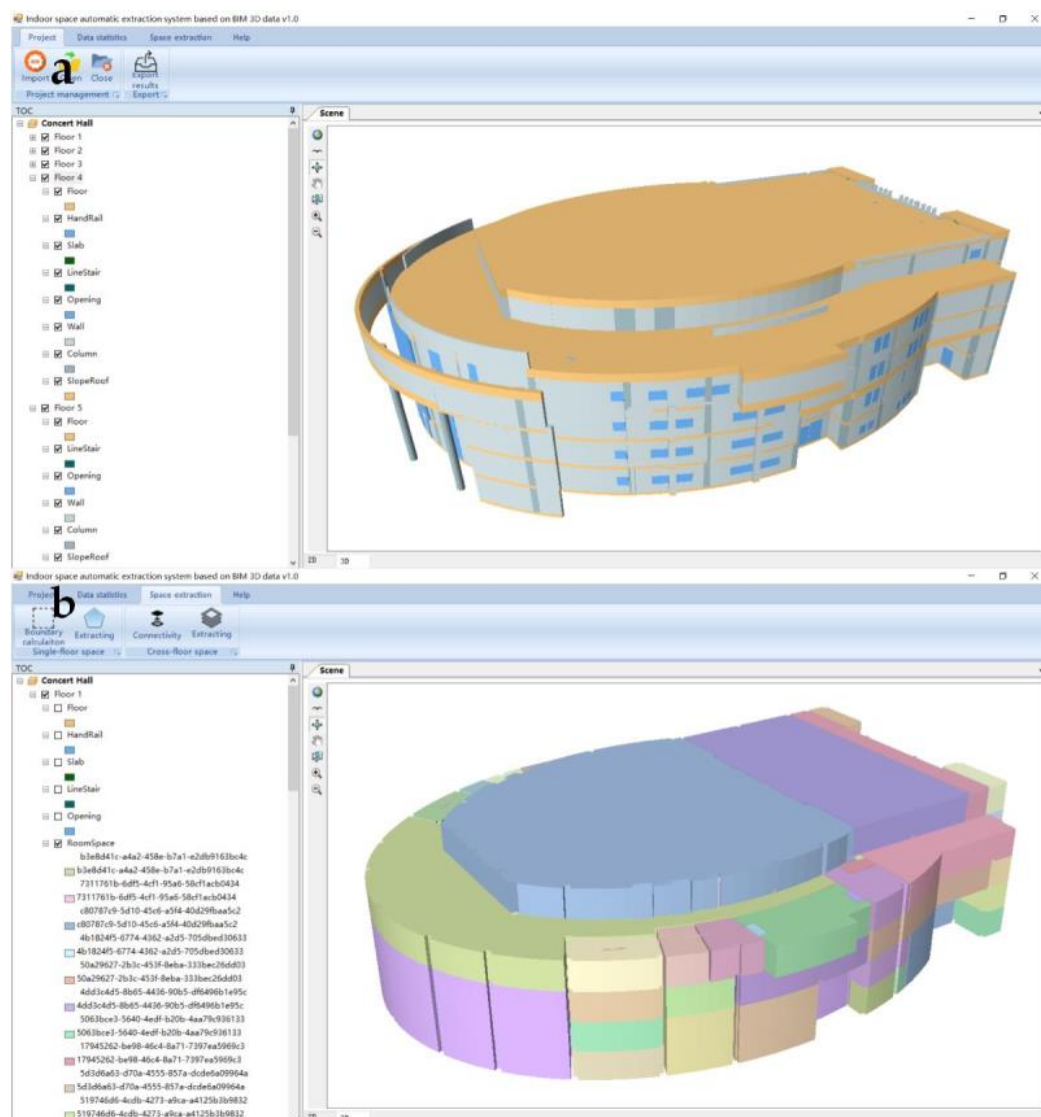 Indoor space automatic extraction system based on BIM 3D data v1.0
Project Data statistics Space extraction Help
a
Import Close Export results
Project management Export
TOC
Scene
Concert Hall
Floor 1
Floor 2
Floor 3
Floor 4
Floor
HandRail
Slab
LineStair
Opening
Wall
Column
SlopeRoof
Floor 5
Floor
LineStair
Opening
Wall
Column
SlopeRoof
2D 3D
Indoor space automatic extraction system based on BIM 3D data v1.0
Project Data statistics Space extraction Help
b
Boundary calculaiton Extracting Connectivity Extracting
Single-floor space Cross-floor space
TOC
Scene
Concert Hall
Floor 1
Floor
HandRail
Slab
LineStair
Opening
RoomSpace
b3e8d41c-a4a2-458e-b7a1-e2db9163bc4c
b3e8d41c-a4a2-458e-b7a1-e2db9163bc4c
7311761b-6df5-4cf1-95a6-58cf1acb0434
7311761b-6df5-4cf1-95a6-58cf1acb0434
c80787c9-5d10-45c6-a5f4-40d29fbaa5c2
c80787c9-5d10-45c6-a5f4-40d29fbaa5c2
4b1824f5-6774-4362-a2d5-705dbed30633
4b1824f5-6774-4362-a2d5-705dbed30633
50a29627-2b3c-453f-8eba-333bec26dd03
50a29627-2b3c-453f-8eba-333bec26dd03
4dd3c4d5-8b65-4436-90b5-df6496b1e95c
4dd3c4d5-8b65-4436-90b5-df6496b1e95c
5063bce3-5640-4edf-b20b-4aa79c936133
5063bce3-5640-4edf-b20b-4aa79c936133
17945262-be98-46c4-8a71-7397ea5969c3
17945262-be98-46c4-8a71-7397ea5969c3
5d3d6a63-d70a-4555-857a-dcde6a09964a
5d3d6a63-d70a-4555-857a-dcde6a09964a
519746d6-4cdb-4273-a9ca-a4125b3b9832
519746d6-4cdb-4273-a9ca-a4125b3b9832